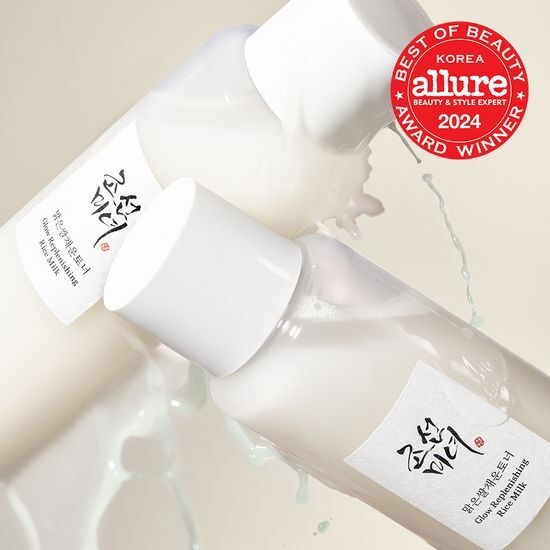 BEST OF BEAUTY
KOREA
allure
BEAUTY & STYLE EXPERT
2024
AWARD WINNER
조선
미녀
맑은쌀채운토너
Glow Replenishing
Rice Milk
조선
미녀
맑은쌀채운토너
Glow Replenishing
Rice Milk